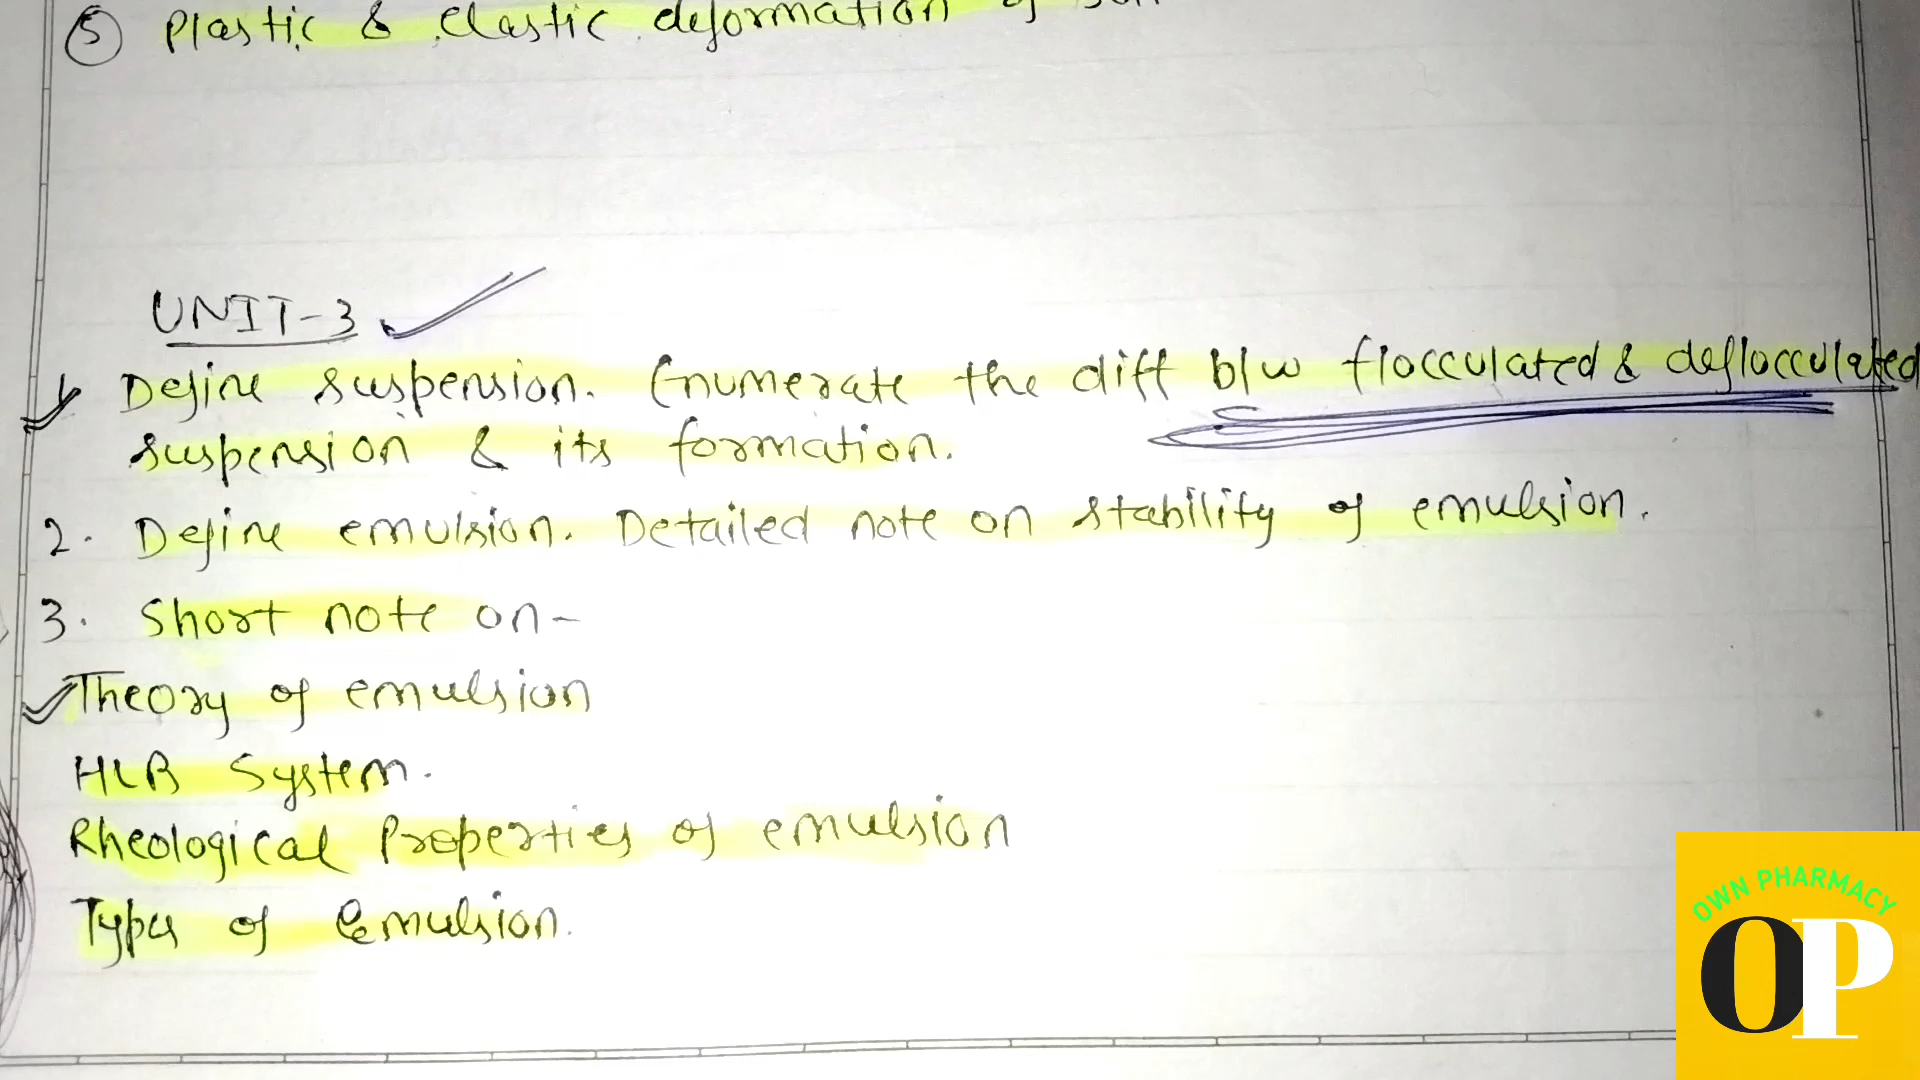 ⑤ Plastic & Elastic deformation of
UNIT-3
1. Define suspension. Enumerate the diff b/w flocculated & deflocculated
suspension & its formation.
2. Define emulsion. Detailed note on stability of emulsion.
3. Short note on-
Theory of emulsion
HLB System.
Rheological Properties of emulsion
Types of Emulsion.
OWN PHARMACY
OP